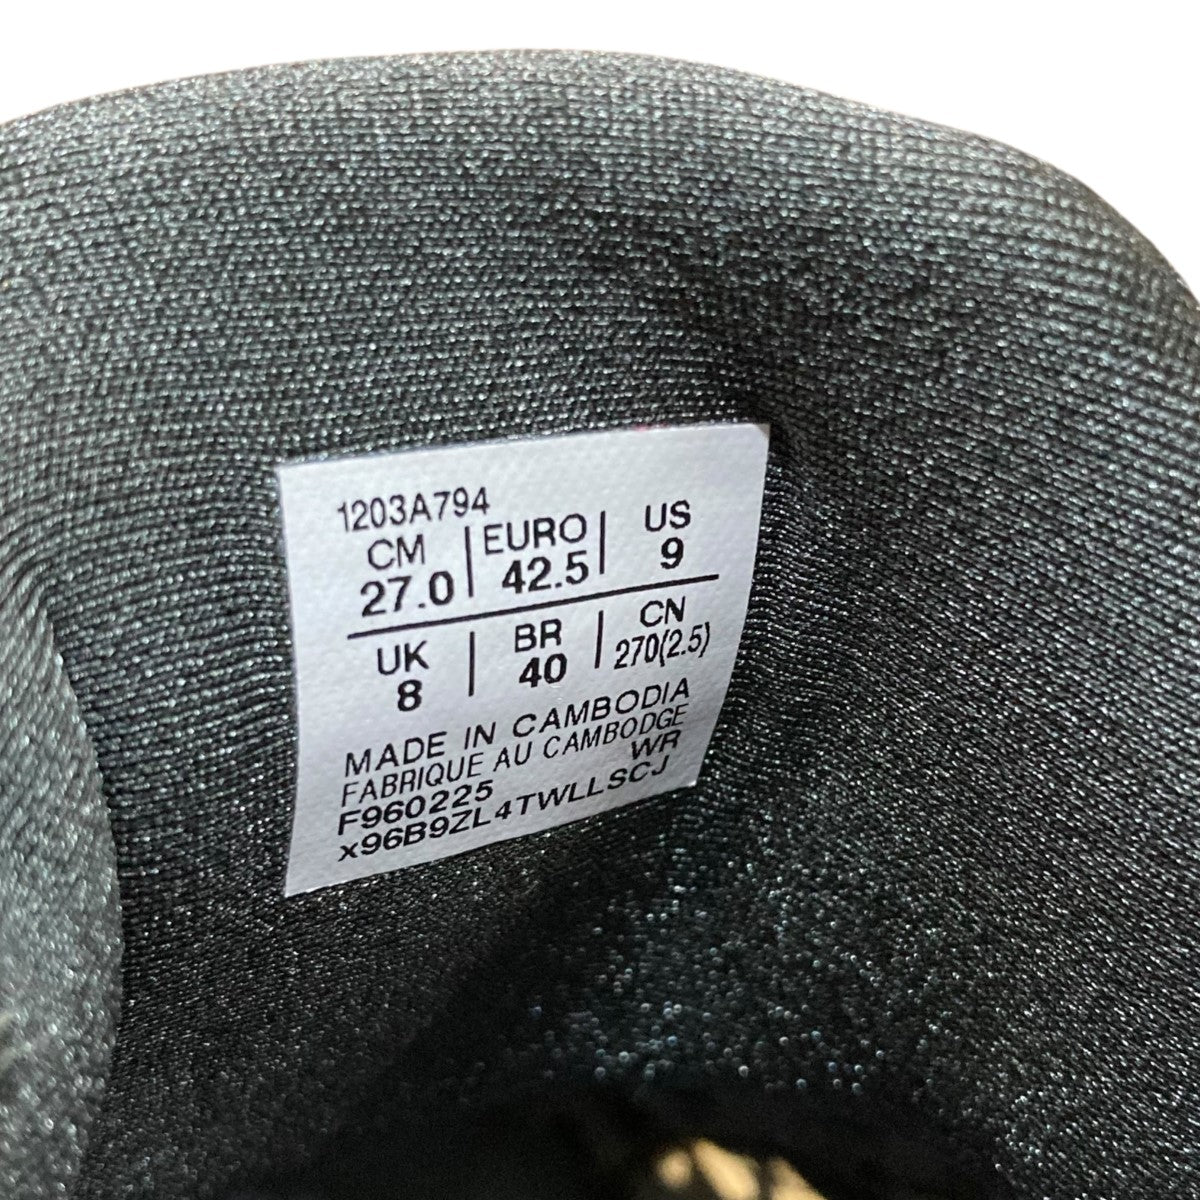 1203A794
CM | EURO | US
27.0 | 42.5 | 9
UK | BR | CN
8 | 40 | 270(2.5)
MADE IN CAMBODIA
FABRIQUE AU CAMBODGE
F960225 WR
x96B9ZL4TWLLSCJ